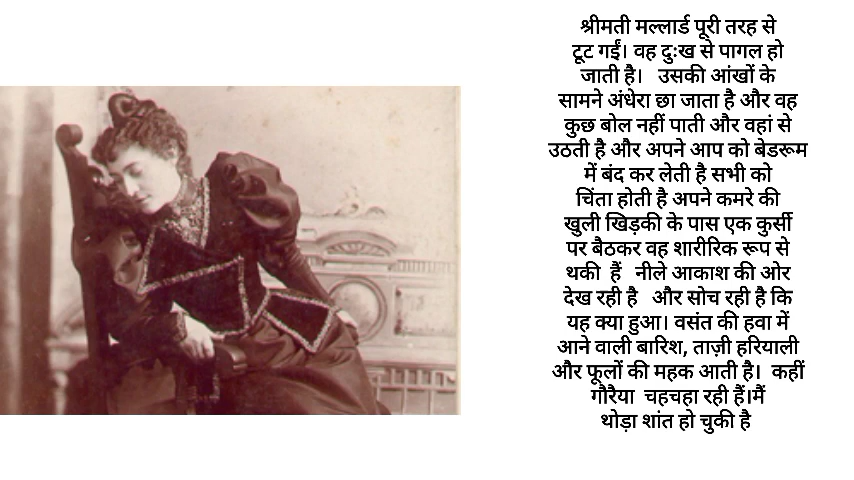 श्रीमती मल्लार्ड पूरी तरह से
टूट गईं। वह दुःख से पागल हो
जाती है।   उसकी आंखों के
सामने अंधेरा छा जाता है और वह
कुछ बोल नहीं पाती और वहां से
उठती है और अपने आप को बेडरूम
में बंद कर लेती है सभी को
चिंता होती है अपने कमरे की
खुली खिड़की के पास एक कुर्सी
पर बैठकर वह शारीरिक रूप से
थकी  हैं   नीले आकाश की ओर
देख रही है   और सोच रही है कि
यह क्या हुआ। वसंत की हवा में
आने वाली बारिश, ताज़ी हरियाली
और फूलों की महक आती है।  कहीं
गौरैया  चहचहा रही हैं।मैं
थोड़ा शांत हो चुकी है